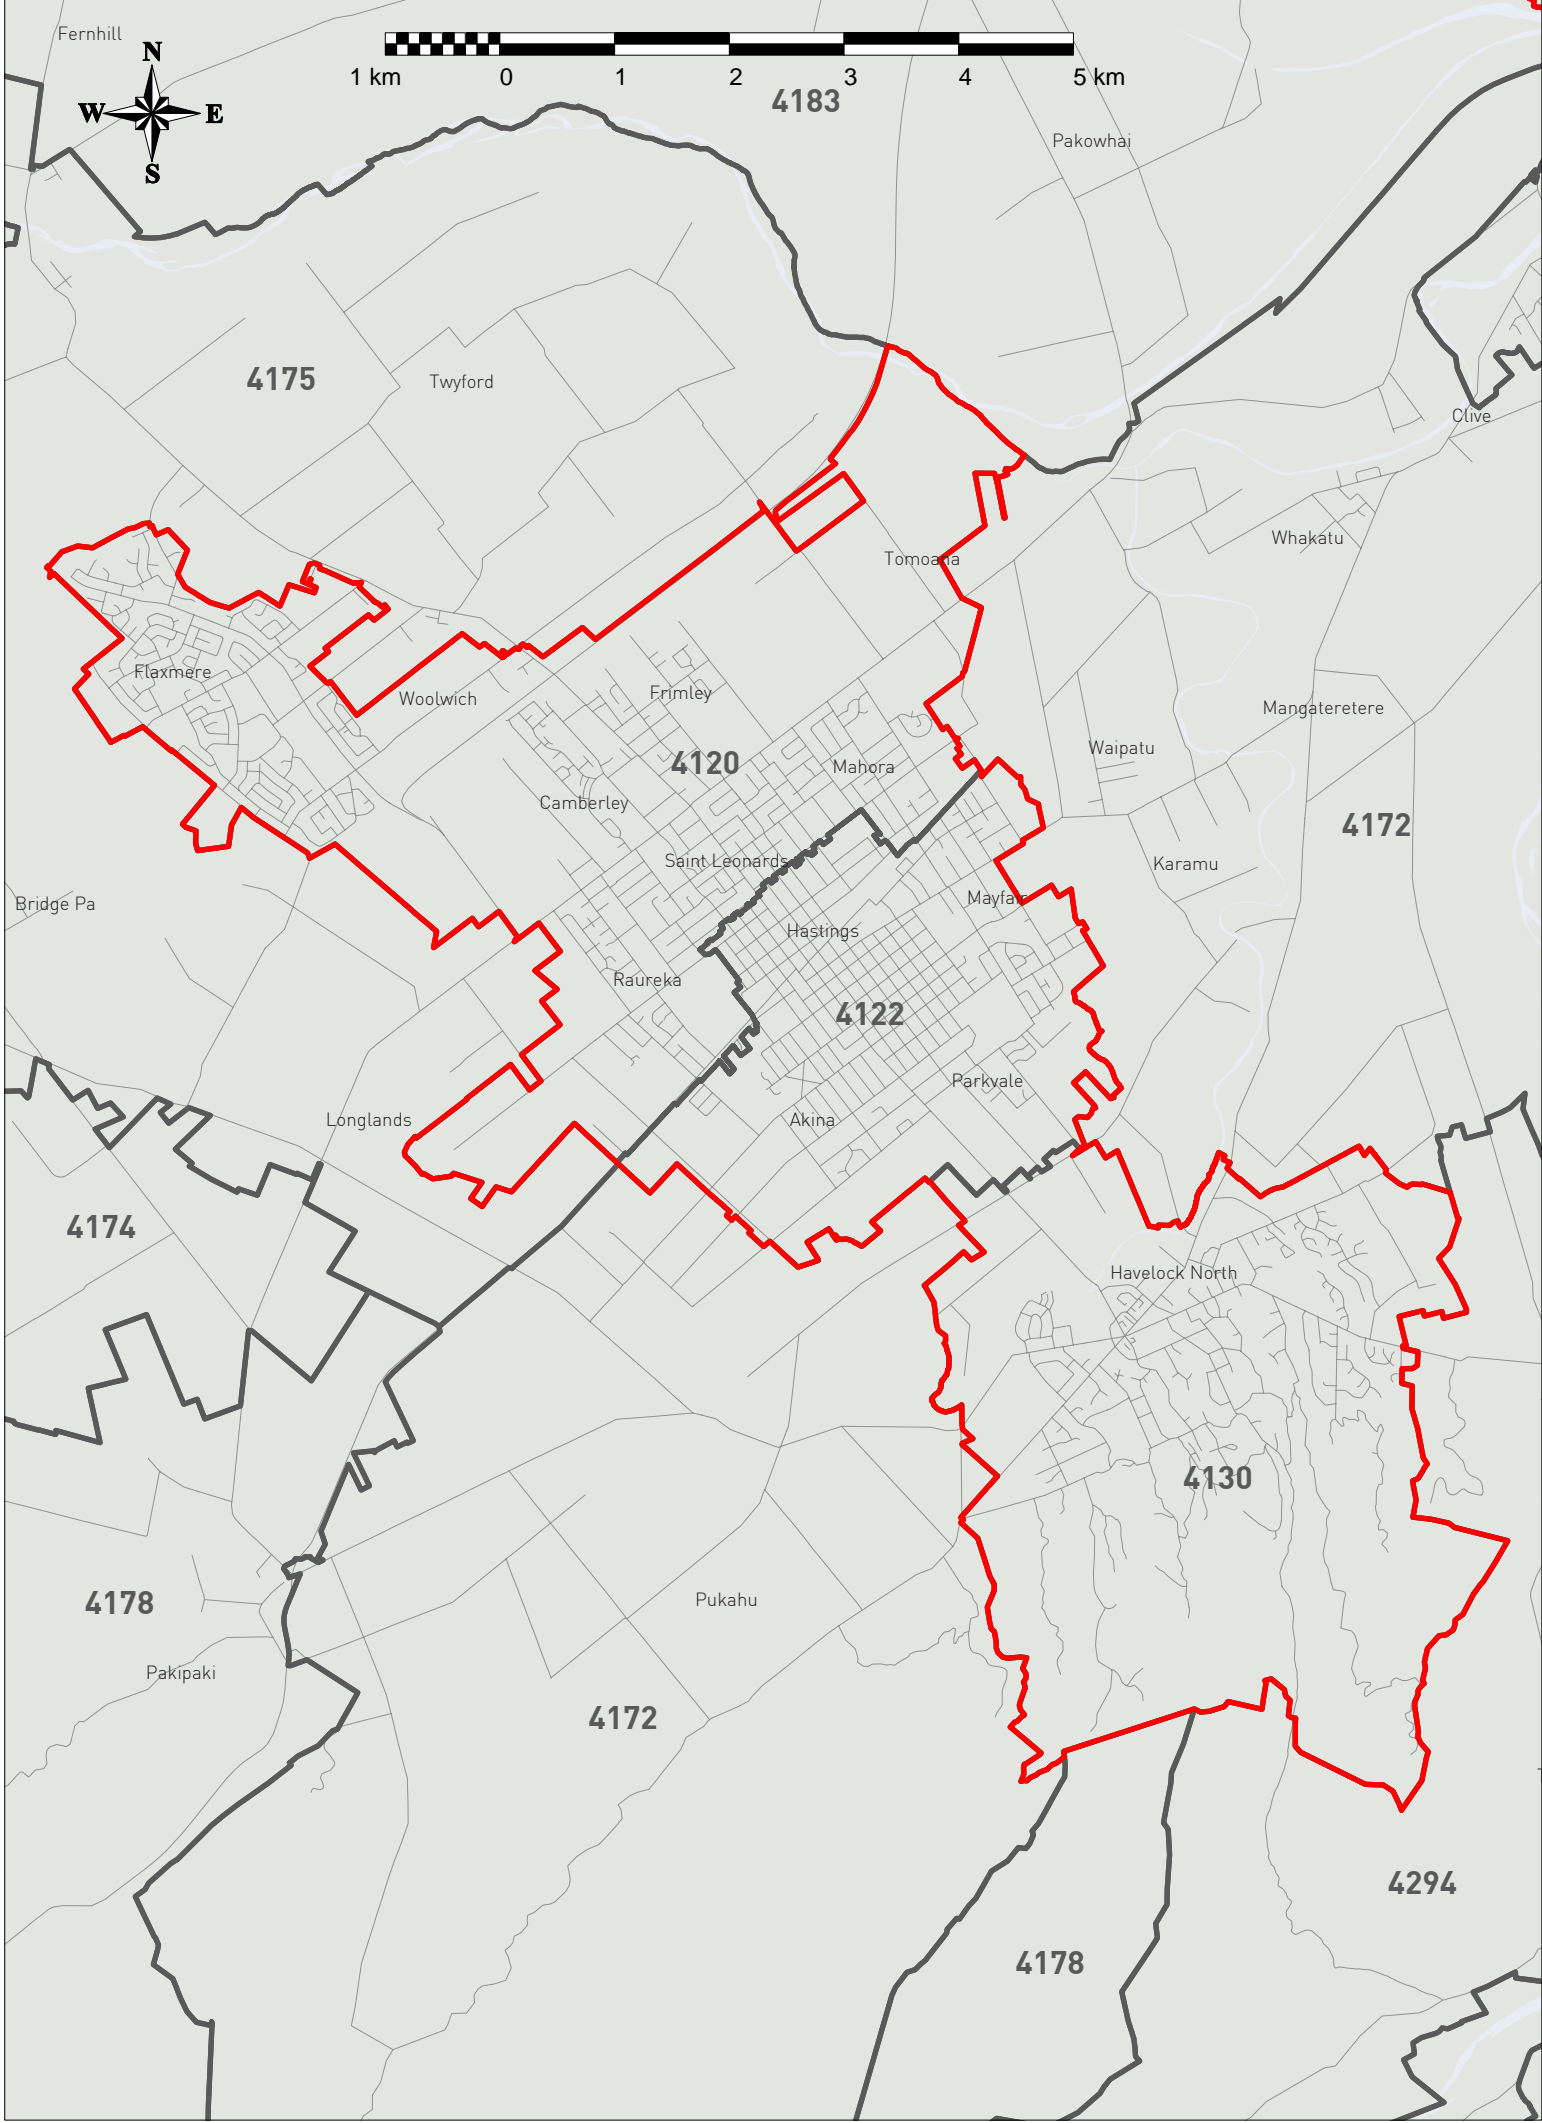 Fernhill
N
W E
S
1 km 0 1 2 3 4 5 km
4183
Pakowhai
4175
Twyford
Clive
Whakatu
Tomoana
Flaxmere
Woolwich
Frimley
Mangateretere
4120
Mahora
Waipatu
Camberley
4172
Saint Leonards
Karamu
Bridge Pa
Mayfair
Hastings
Raureka
4122
Parkvale
Longlands
Akina
4174
Havelock North
4130
4178
Pukahu
Pakipaki
4172
4294
4178